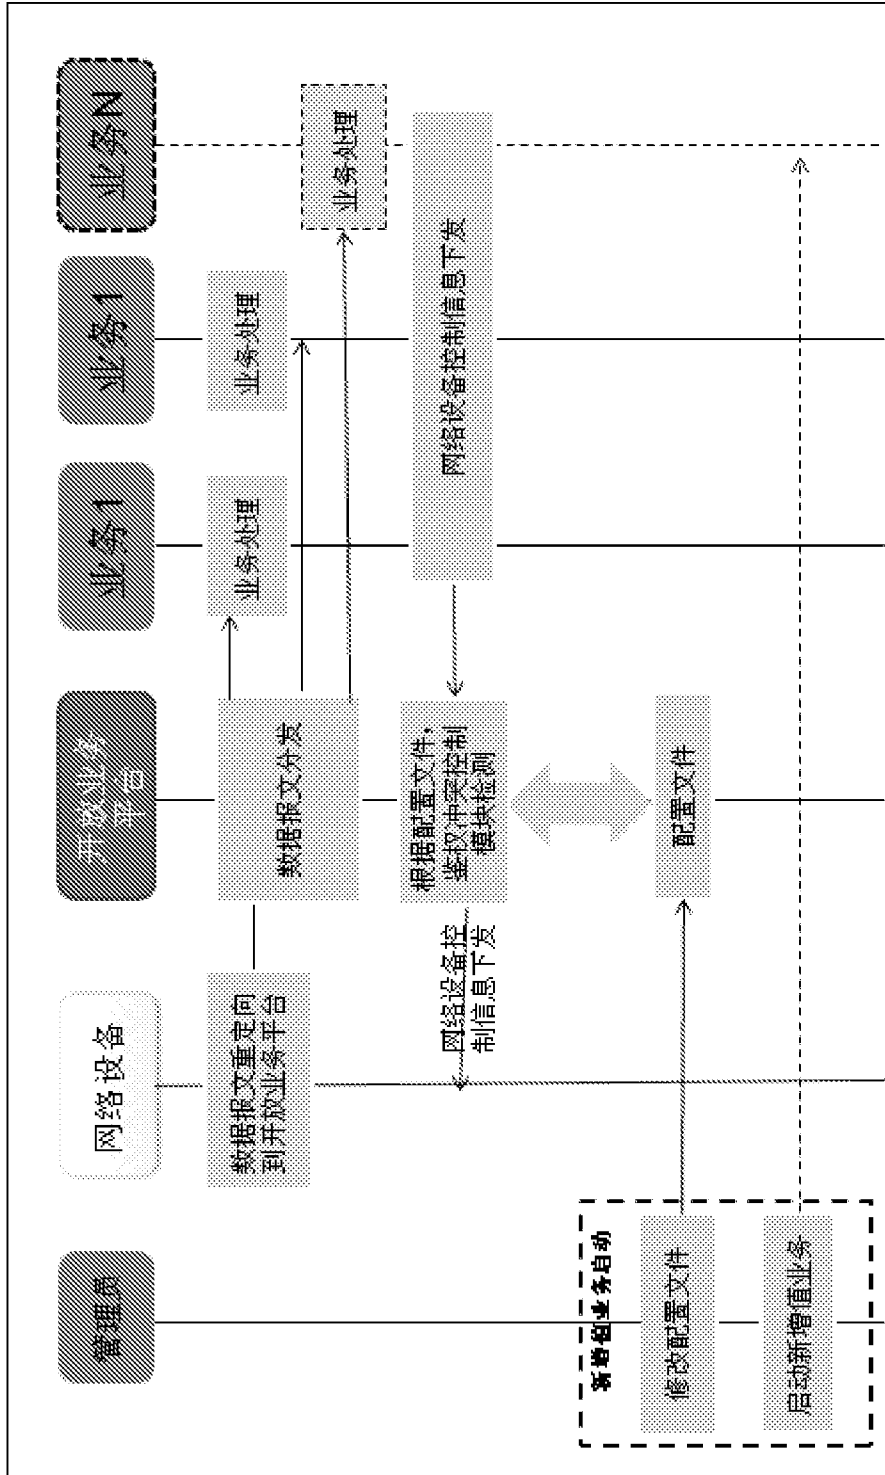 管理员
网络设备
开放业务
平台
业务1
业务1
业务N
数据报文重定向
到开放业务平台
数据报文分发
业务处理
业务处理
业务处理
网络设备控制信息下发
根据配置文件，
鉴权冲突控制
模块检测
网络设备控
制信息下发
新增值业务启动
修改配置文件
配置文件
启动新增值业务